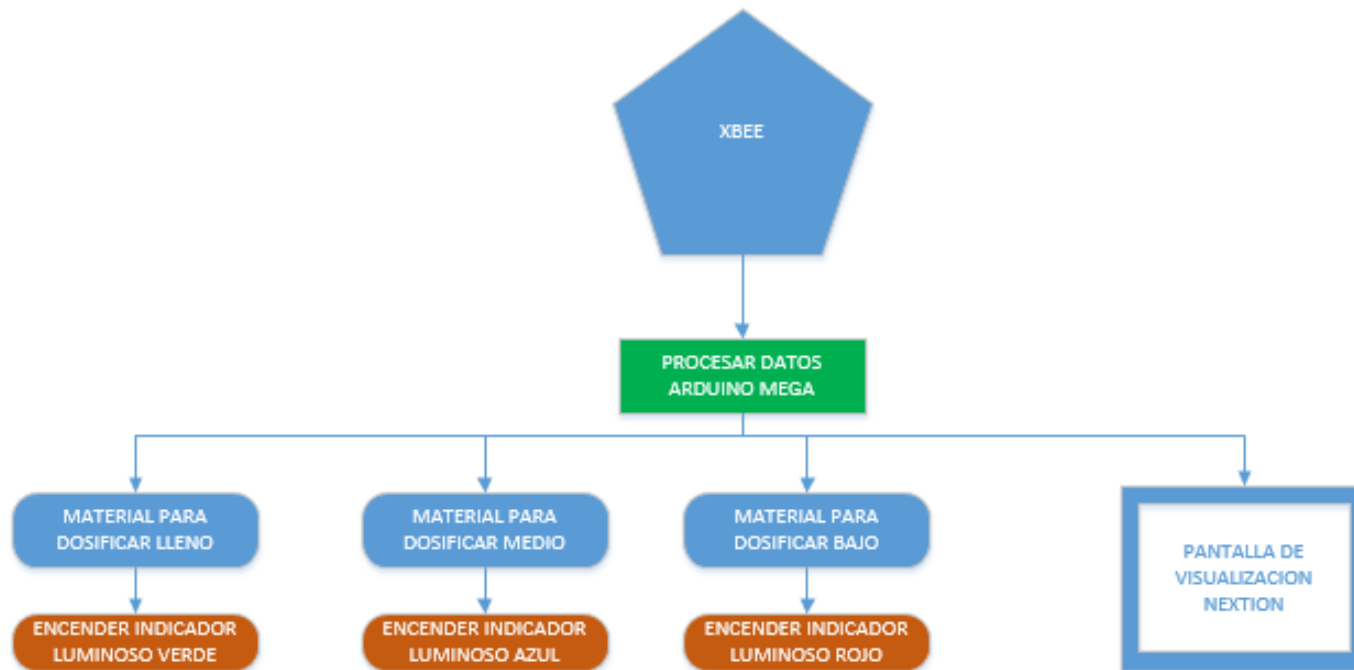 XBEE
PROCESAR DATOS
ARDUINO MEGA
MATERIAL PARA
DOSIFICAR LLENO
MATERIAL PARA
DOSIFICAR MEDIO
MATERIAL PARA
DOSIFICAR BAJO
PANTALLA DE
VISUALIZACION
NEXTION
ENCENDER INDICADOR
LUMINOSO VERDE
ENCENDER INDICADOR
LUMINOSO AZUL
ENCENDER INDICADOR
LUMINOSO ROJO